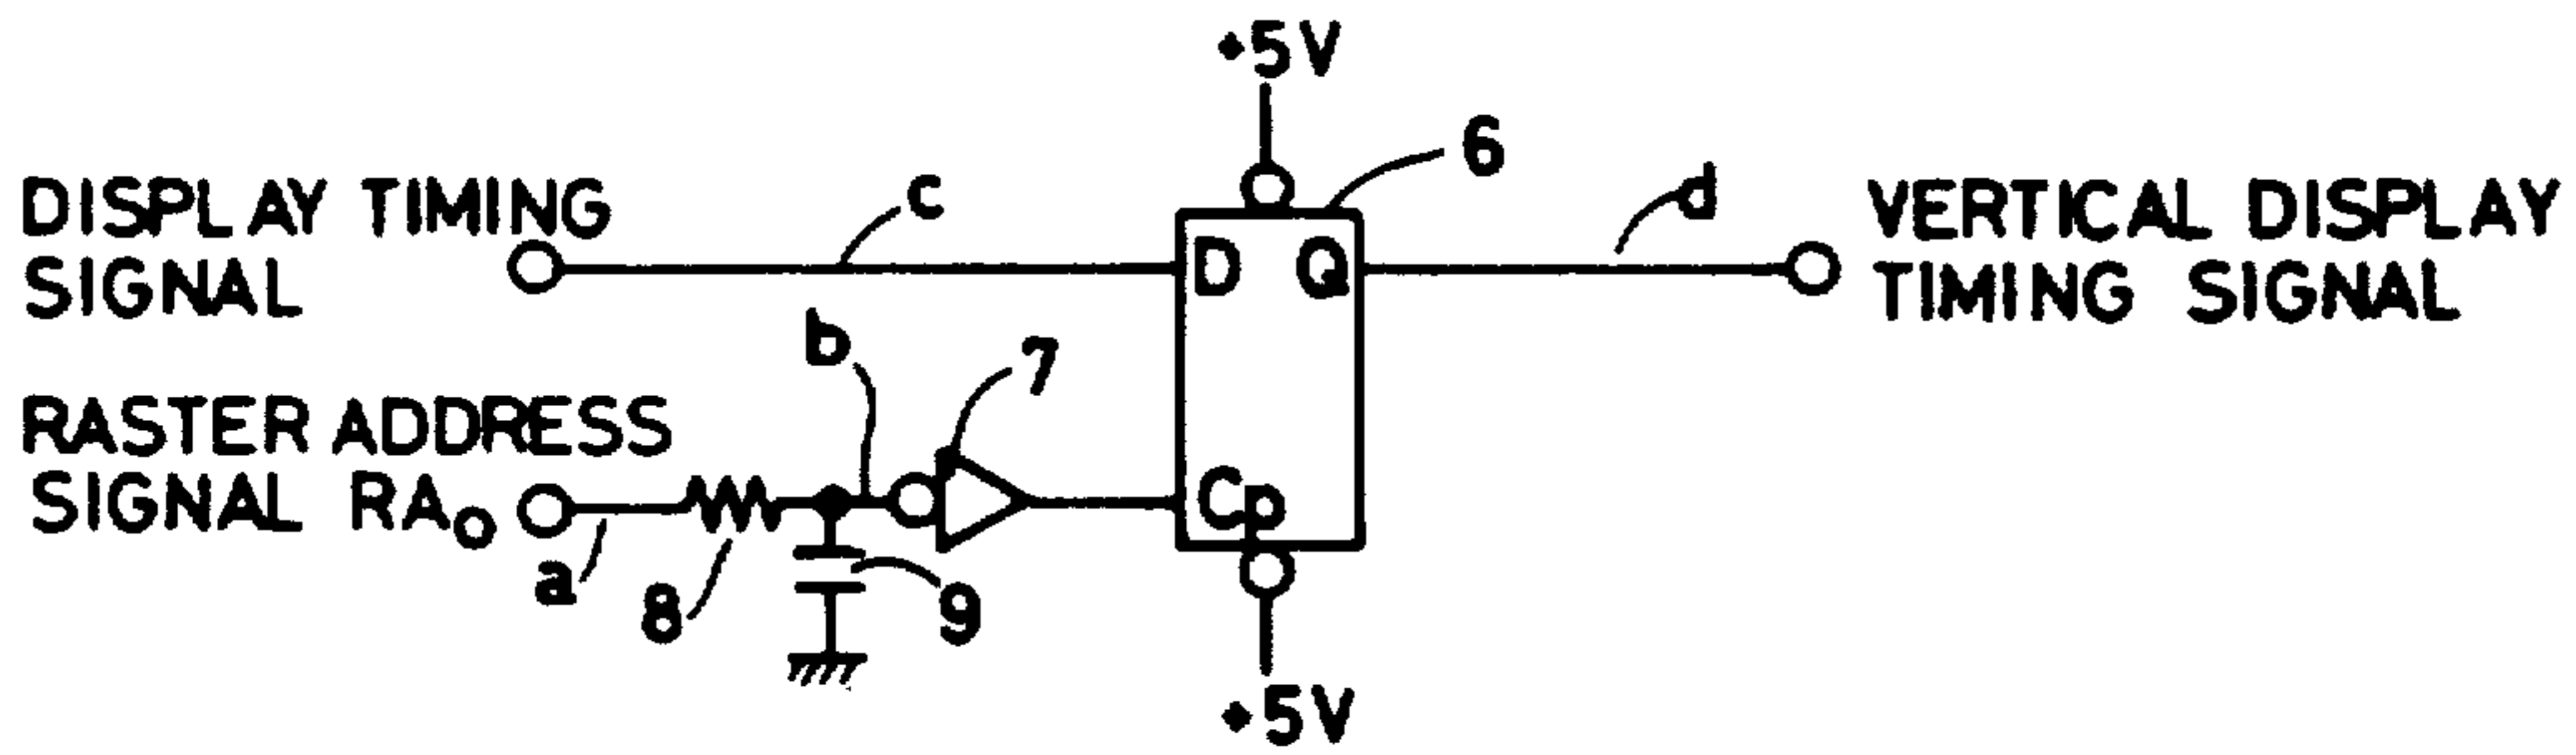 +5V
6
DISPLAY TIMING
SIGNAL
c
D Q
d
VERTICAL DISPLAY
TIMING SIGNAL
b
7
RASTER ADDRESS
SIGNAL RA₀
Cp
a
8
9
+5V